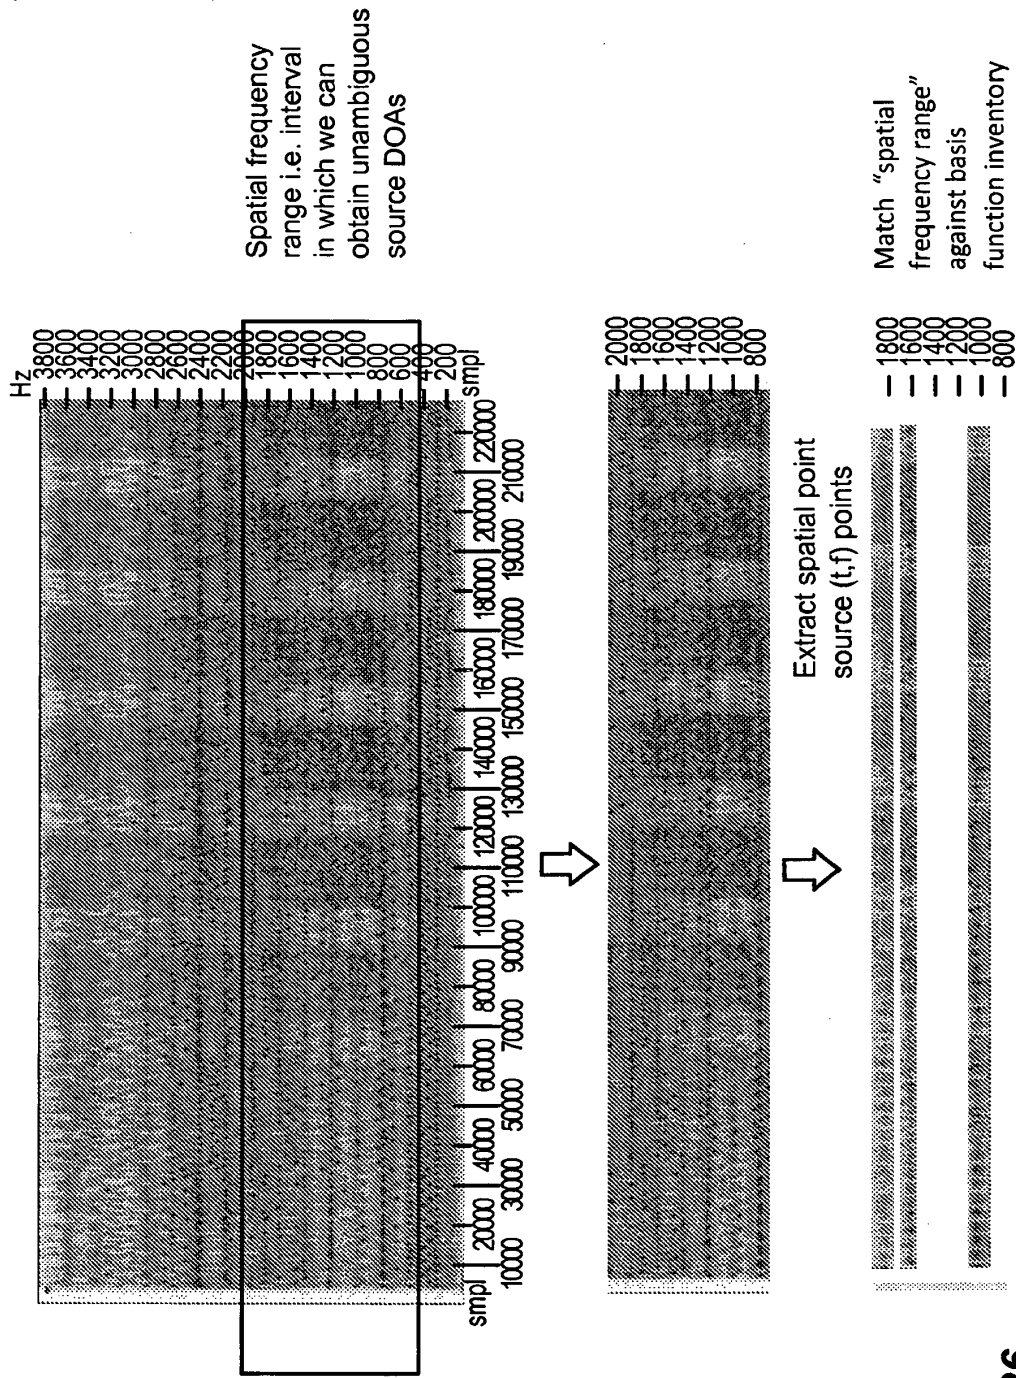 Hz
3800
3600
3400
3200
3000
2800
2600
2400
2200
2000
1800
1600
1400
1200
1000
800
600
400
200
smpl
smpl 10000 20000 30000 40000 50000 60000 70000 80000 90000 100000 110000 120000 130000 140000 150000 160000 170000 180000 190000 200000 210000 220000
Spatial frequency
range i.e. interval
in which we can
obtain unambiguous
source DOAs
2000
1800
1600
1400
1200
1000
800
Extract spatial point
source (t,f) points
1800
1600
1400
1200
1000
800
Match “spatial
frequency range”
against basis
function inventory